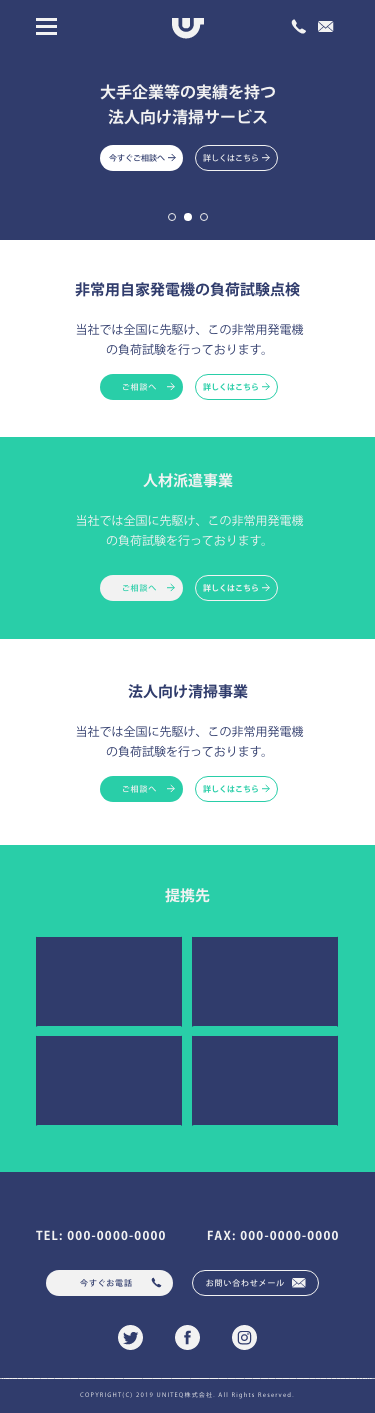 大手企業等の実績を持つ
法人向け清掃サービス
今すぐご相談へ
詳しくはこちら
非常用自家発電機の負荷試験点検
当社では全国に先駆け、この非常用発電機
の負荷試験を行っております。
ご相談へ
詳しくはこちら
人材派遣事業
当社では全国に先駆け、この非常用発電機
の負荷試験を行っております。
ご相談へ
詳しくはこちら
法人向け清掃事業
当社では全国に先駆け、この非常用発電機
の負荷試験を行っております。
ご相談へ
詳しくはこちら
提携先
TEL: 000-0000-0000
FAX: 000-0000-0000
今すぐお電話
お問い合わせメール
COPYRIGHT(C) 2019 UNITEQ株式会社. All Rights Reserved.